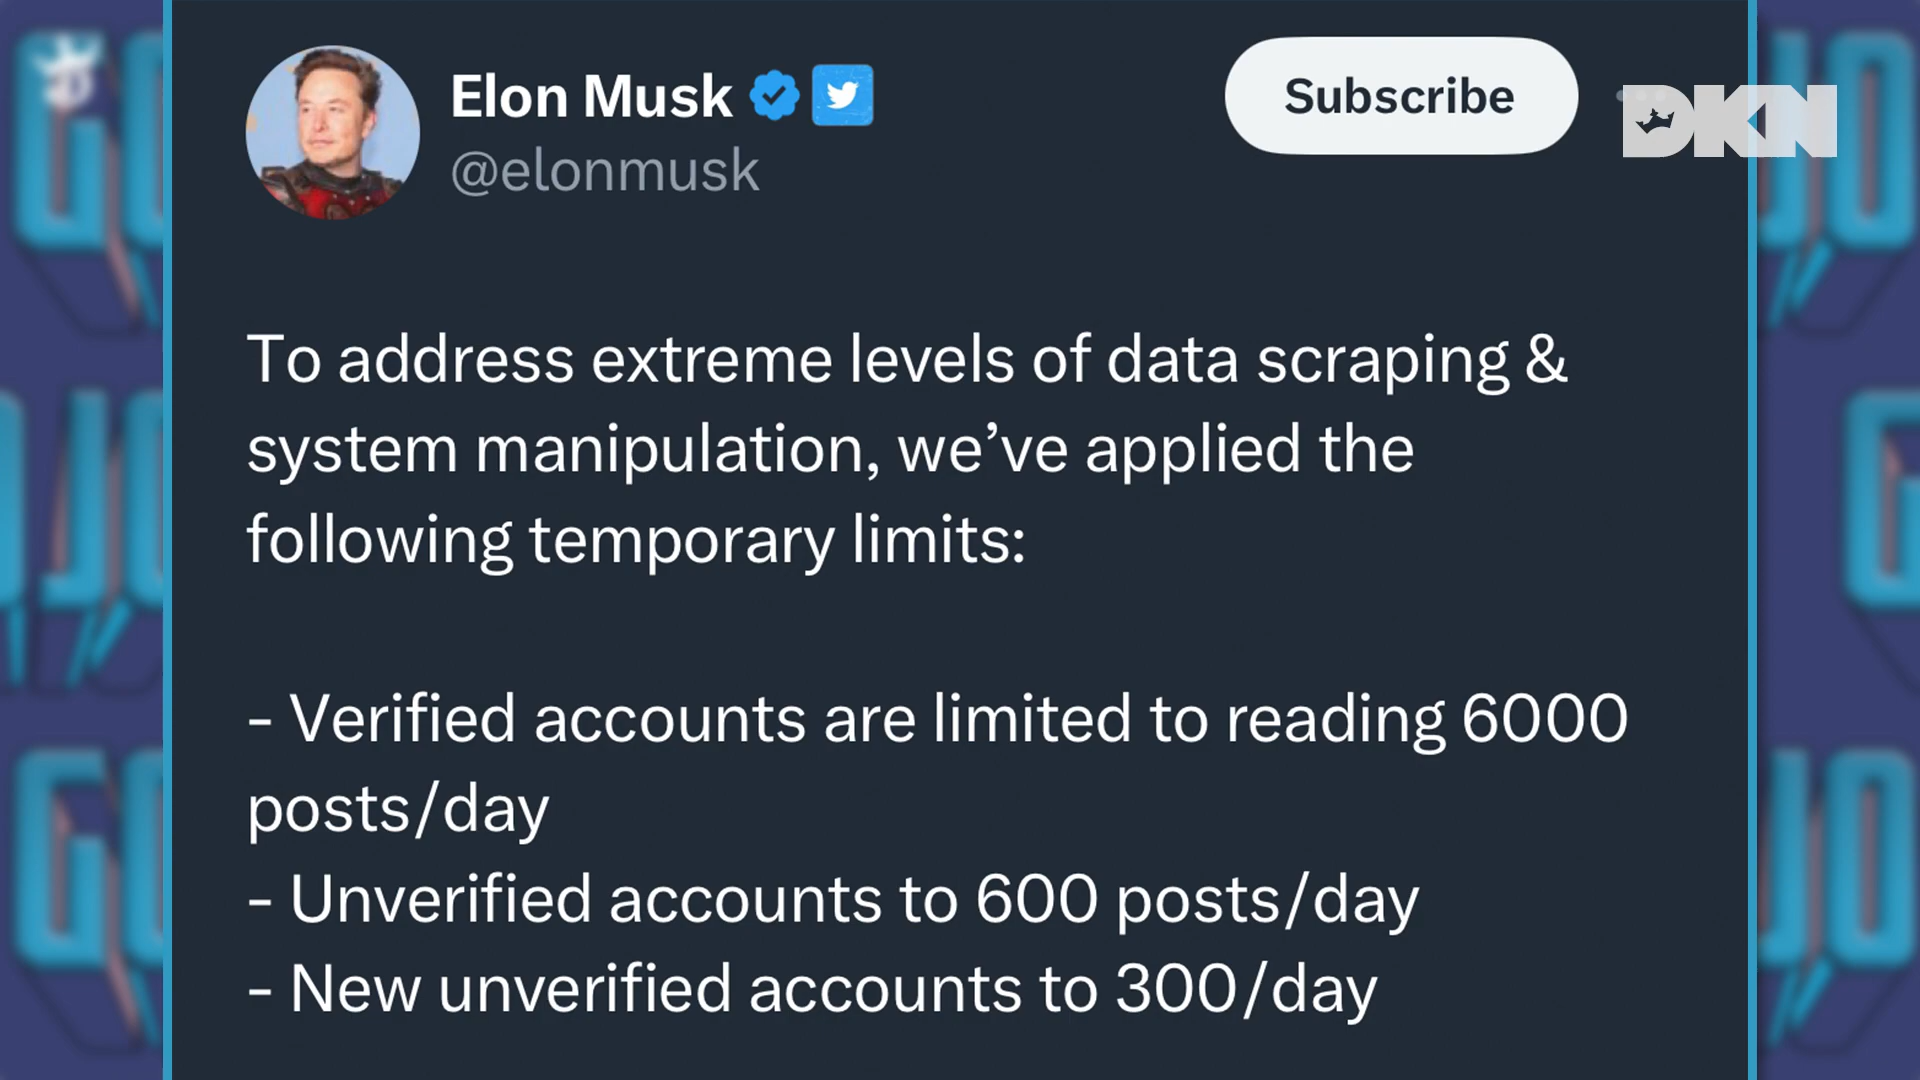 Elon Musk
@elonmusk
Subscribe
DKN
To address extreme levels of data scraping &
system manipulation, we’ve applied the
following temporary limits:
- Verified accounts are limited to reading 6000
posts/day
- Unverified accounts to 600 posts/day
- New unverified accounts to 300/day